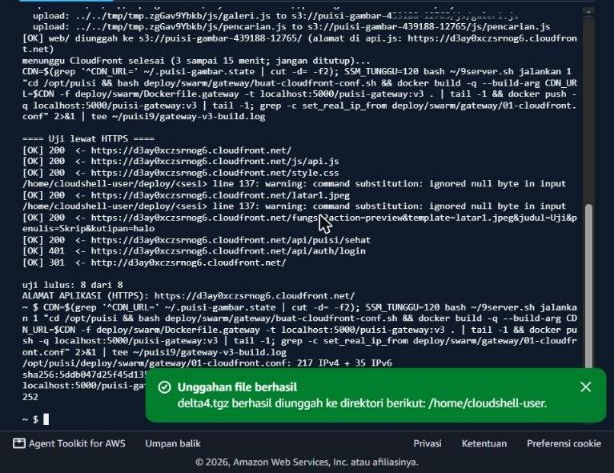 upload: ../../tmp/tmp.zgGav9Ybkb/js/galeri.js to s3://puisi-gambar-4
upload: ../../tmp/tmp.zgGav9Ybkb/js/pencarian.js to s3://puisi-gambar-439188-12765/js/pencarian.js
[OK] web/ diunggah ke s3://puisi-gambar-439188-12765/ (alamat di api.js: https://d3ay0xczsrnog6.cloudfron
t.net)
menunggu CloudFront selesai (3 sampai 15 menit; jangan ditutup)...
CDN=$(grep '^CDN_URL=' ~/.puisi-gambar.state | cut -d= -f2); SSM_TUNGGU=120 bash ~/9server.sh jalankan 1
"cd /opt/puisi && bash deploy/swarm/gateway/buat-cloudfront-conf.sh && docker build -q --build-arg CDN_UR
L=$CDN -f deploy/swarm/Dockerfile.gateway -t localhost:5000/puisi-gateway:v3 . | tail -1 && docker push -
q localhost:5000/puisi-gateway:v3 | tail -1; grep -c set_real_ip_from deploy/swarm/gateway/01-cloudfront.
conf" 2>&1 | tee ~/puisi9/gateway-v3-build.log
==== Uji lewat HTTPS ====
[OK] 200 <- https://d3ay0xczsrnog6.cloudfront.net/
[OK] 200 <- https://d3ay0xczsrnog6.cloudfront.net/js/api.js
[OK] 200 <- https://d3ay0xczsrnog6.cloudfront.net/style.css
/home/cloudshell-user/deploy/<sesi> line 137: warning: command substitution: ignored null byte in input
[OK] 200 <- https://d3ay0xczsrnog6.cloudfront.net/latar1.jpeg
/home/cloudshell-user/deploy/<sesi> line 137: warning: command substitution: ignored null byte in input
[OK] 200 <- https://d3ay0xczsrnog6.cloudfront.net/fungs action=preview&template=latar1.jpeg&judul=Uji&p
enulis=Skrip&kutipan=halo
[OK] 200 <- https://d3ay0xczsrnog6.cloudfront.net/api/puisi/sehat
[OK] 401 <- https://d3ay0xczsrnog6.cloudfront.net/api/auth/login
[OK] 301 <- http://d3ay0xczsrnog6.cloudfront.net/
uji lulus: 8 dari 8
ALAMAT APLIKASI (HTTPS): https://d3ay0xczsrnog6.cloudfront.net/
~ $ CDN=$(grep '^CDN_URL=' ~/.puisi-gambar.state | cut -d= -f2); SSM_TUNGGU=120 bash ~/9server.sh jalanka
n 1 "cd /opt/puisi && bash deploy/swarm/gateway/buat-cloudfront-conf.sh && docker build -q --build-arg CD
N_URL=$CDN -f deploy/swarm/Dockerfile.gateway -t localhost:5000/puisi-gateway:v3 . | tail -1 && docker pu
sh -q localhost:5000/puisi-gateway:v3 | tail -1; grep -c set_real_ip_from deploy/swarm/gateway/01-cloudfr
ont.conf" 2>&1 | tee ~/puisi9/gateway-v3-build.log
/opt/puisi/deploy/swarm/gateway/01-cloudfront.conf: 217 IPv4 + 35 IPv6
sha256:5ddb047d25f45d13
localhost:5000/puisi-ga
252
~ $
Unggahan file berhasil
delta4.tgz berhasil diunggah ke direktori berikut: /home/cloudshell-user.
Agent Toolkit for AWS Umpan balik Privasi Ketentuan Preferensi cookie
© 2026, Amazon Web Services, Inc. atau afiliasinya.